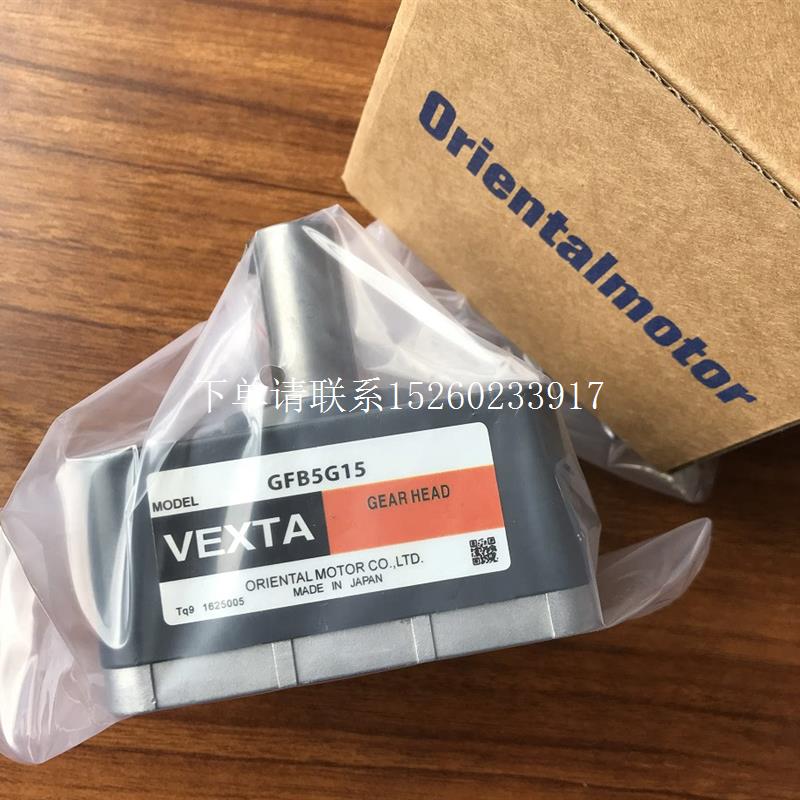 Orientalmotor
下单请联系15260233917
MODEL GFB5G15
VEXTA GEAR HEAD
ORIENTAL MOTOR CO.,LTD.
MADE IN JAPAN
Tq9 1625005